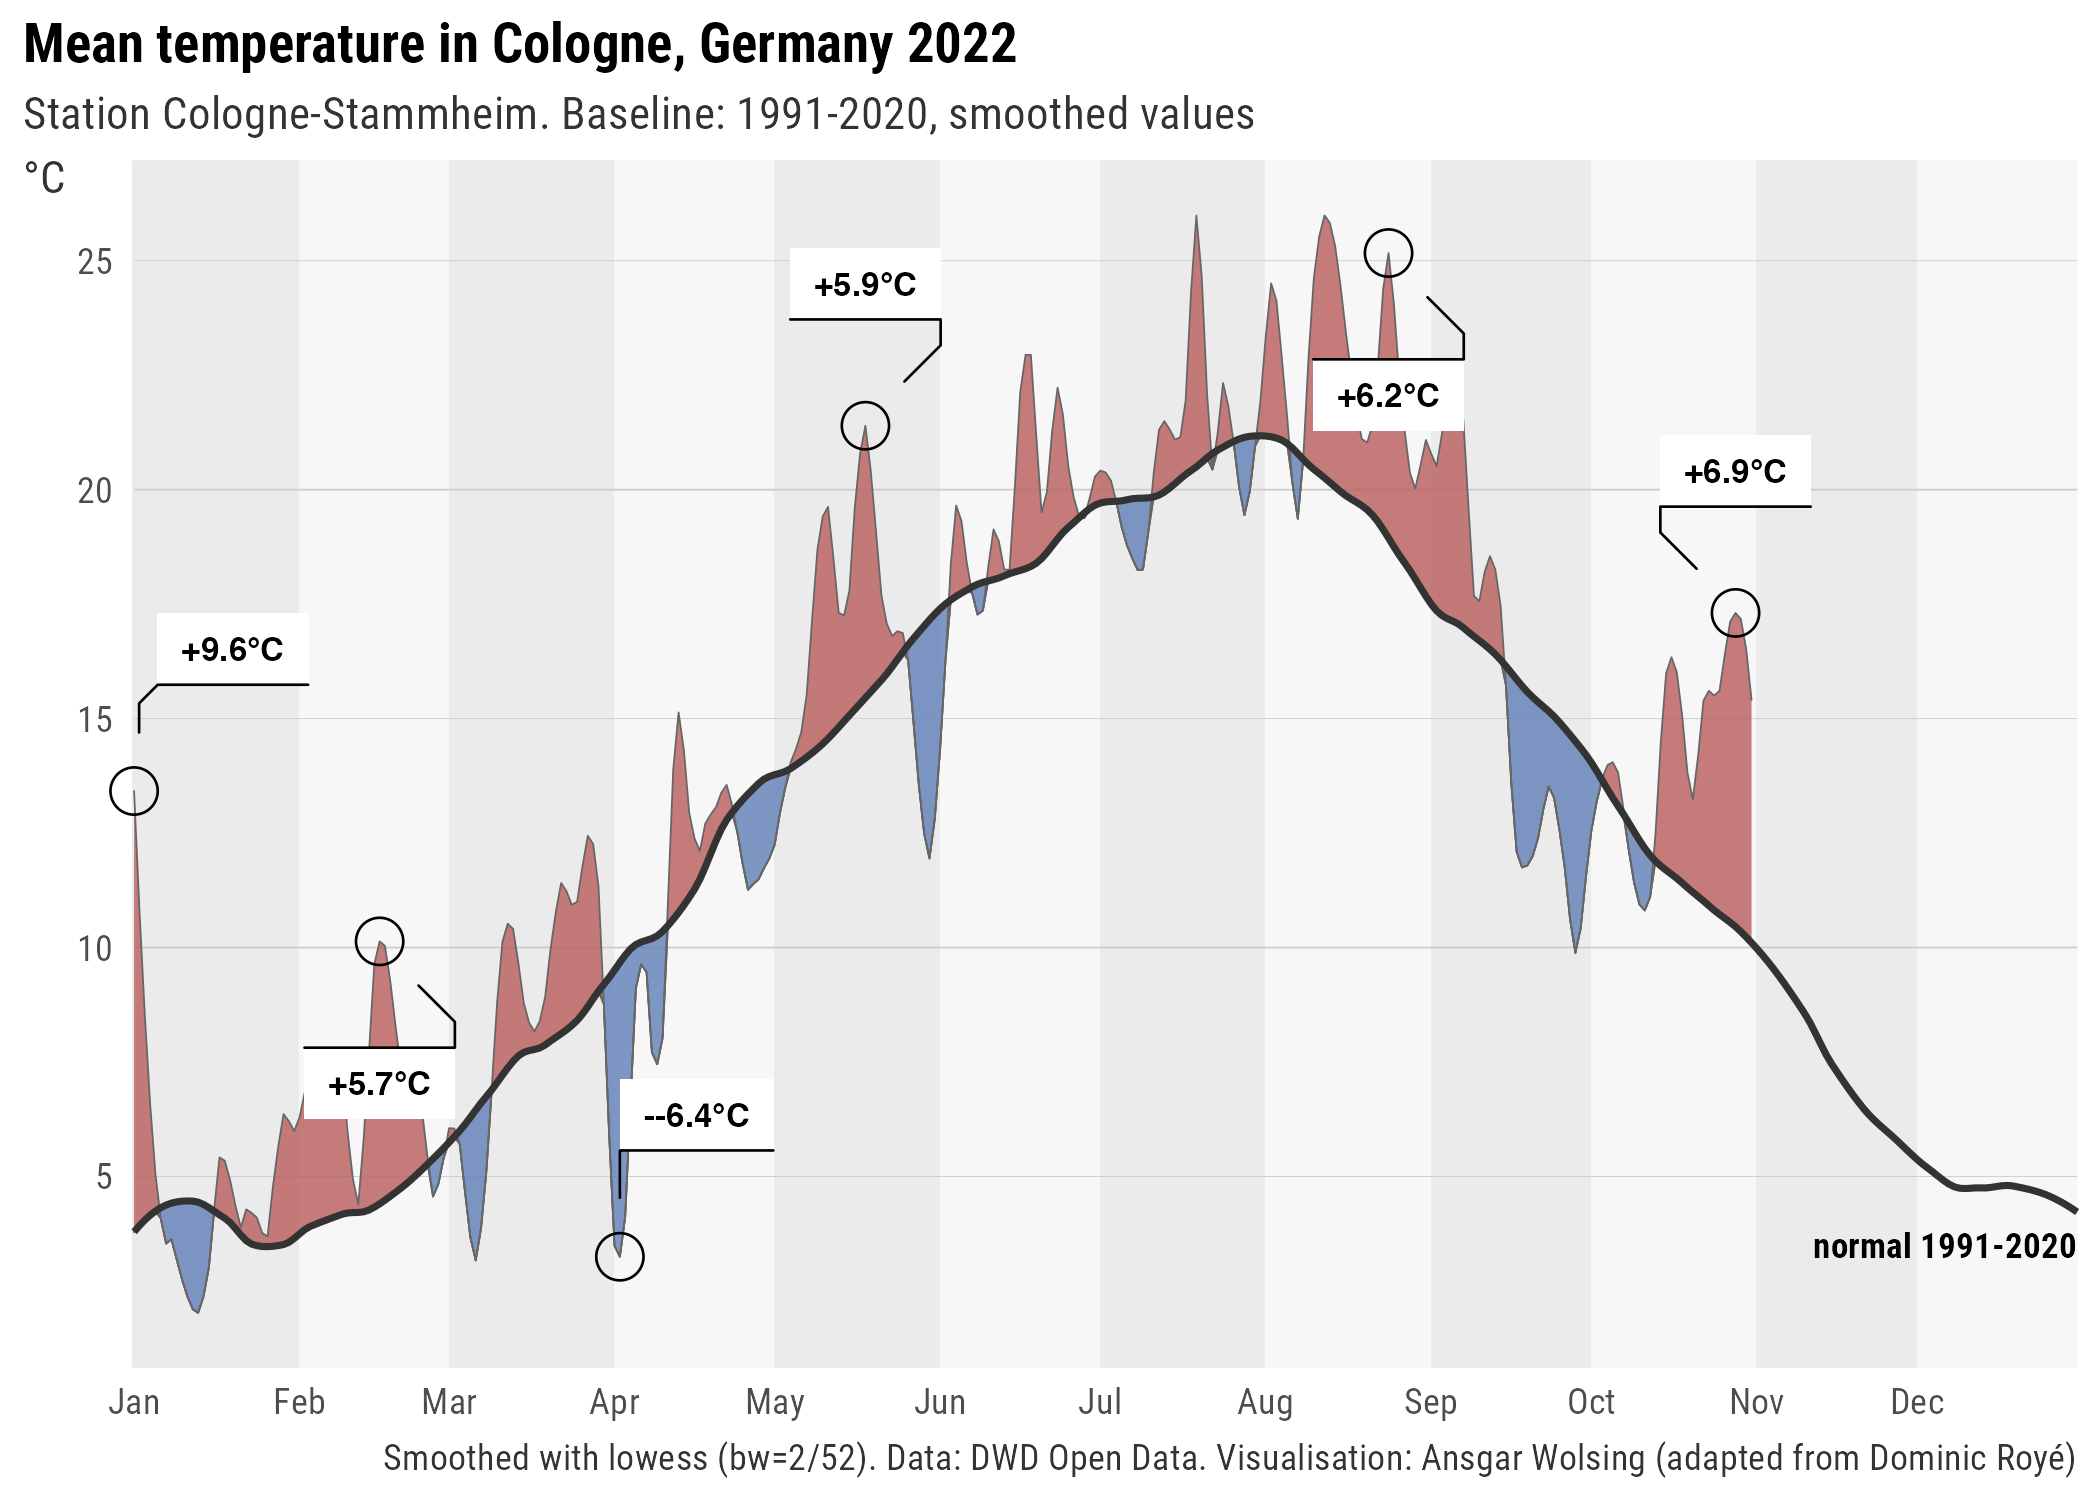 Mean temperature in Cologne, Germany 2022
Station Cologne-Stammheim. Baseline: 1991-2020, smoothed values
°C
25
20
15
10
5
+9.6°C
+5.7°C
--6.4°C
+5.9°C
+6.2°C
+6.9°C
normal 1991-2020
Jan Feb Mar Apr May Jun Jul Aug Sep Oct Nov Dec
Smoothed with lowess (bw=2/52). Data: DWD Open Data. Visualisation: Ansgar Wolsing (adapted from Dominic Royé)